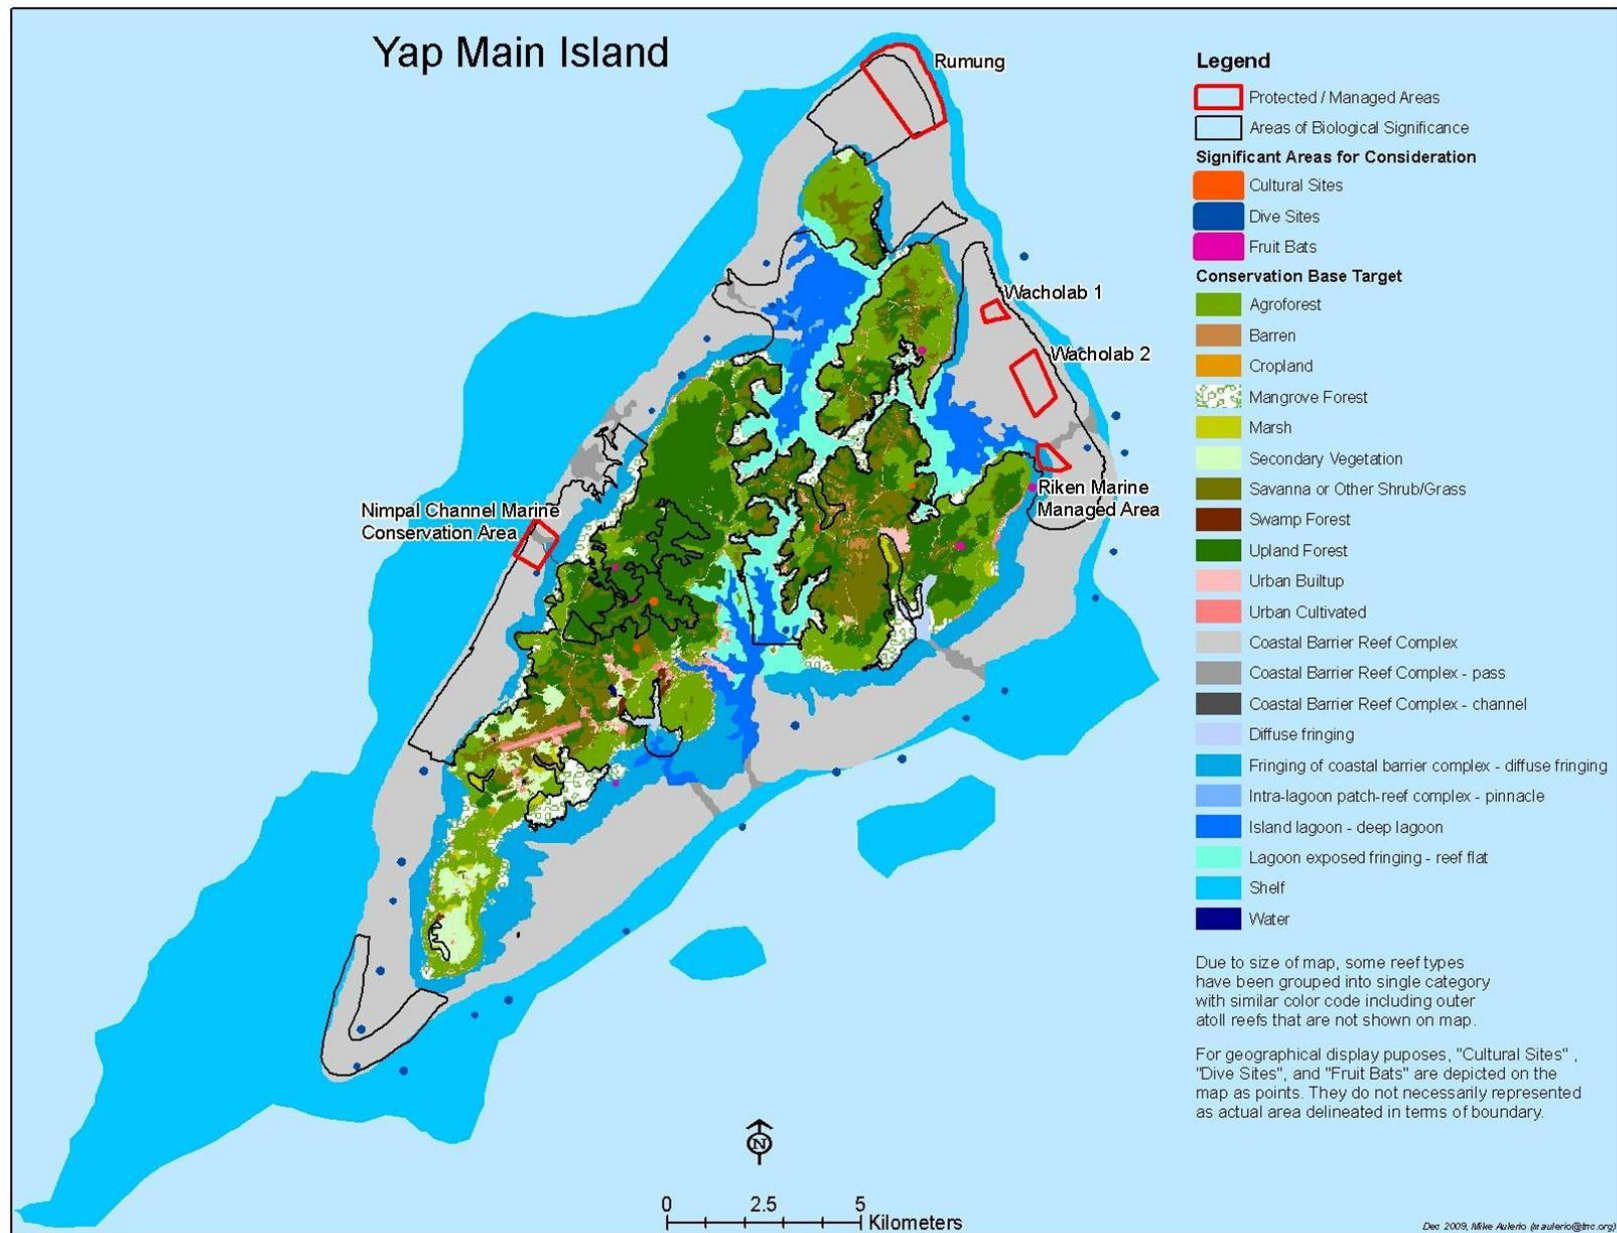 Yap Main Island
Rumung
Wacholab 1
Wacholab 2
Riken Marine
Managed Area
Nimpal Channel Marine
Conservation Area
Legend
Protected / Managed Areas
Areas of Biological Significance
Significant Areas for Consideration
Cultural Sites
Dive Sites
Fruit Bats
Conservation Base Target
Agroforest
Barren
Cropland
Mangrove Forest
Marsh
Secondary Vegetation
Savanna or Other Shrub/Grass
Swamp Forest
Upland Forest
Urban Builtup
Urban Cultivated
Coastal Barrier Reef Complex
Coastal Barrier Reef Complex - pass
Coastal Barrier Reef Complex - channel
Diffuse fringing
Fringing of coastal barrier complex - diffuse fringing
Intra-lagoon patch-reef complex - pinnacle
Island lagoon - deep lagoon
Lagoon exposed fringing - reef flat
Shelf
Water
Due to size of map, some reef types
have been grouped into single category
with similar color code including outer
atoll reefs that are not shown on map.
For geographical display puposes, "Cultural Sites" ,
"Dive Sites", and "Fruit Bats" are depicted on the
map as points. They do not necessarily represented
as actual area delineated in terms of boundary.
N
0 2.5 5
Kilometers
Dec 2009, Mike Aulerio (maulerio@tnc.org)